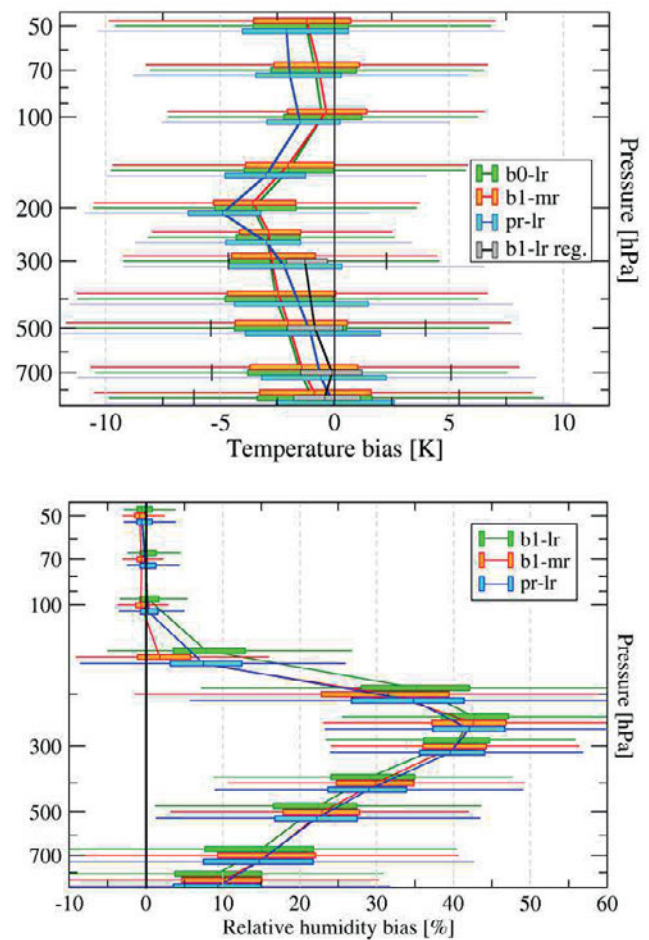 50
70
100
200
300
500
700
b0-lr
b1-mr
pr-lr
b1-lr reg.
Pressure [hPa]
-10 -5 0 5 10
Temperature bias [K]
50
70
100
300
500
700
b1-lr
b1-mr
pr-lr
Pressure [hPa]
-10 0 10 20 30 40 50 60
Relative humidity bias [%]